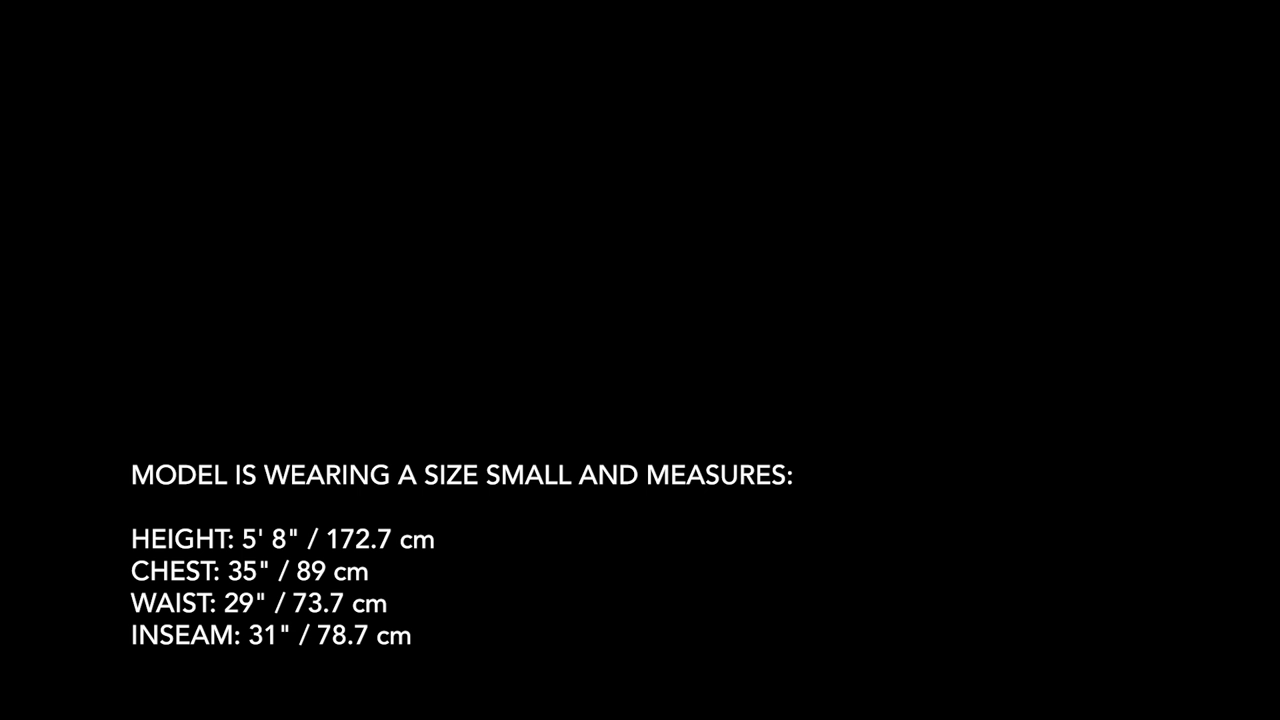 MODEL IS WEARING A SIZE SMALL AND MEASURES:
HEIGHT: 5' 8" / 172.7 cm
CHEST: 35" / 89 cm
WAIST: 29" / 73.7 cm
INSEAM: 31" / 78.7 cm